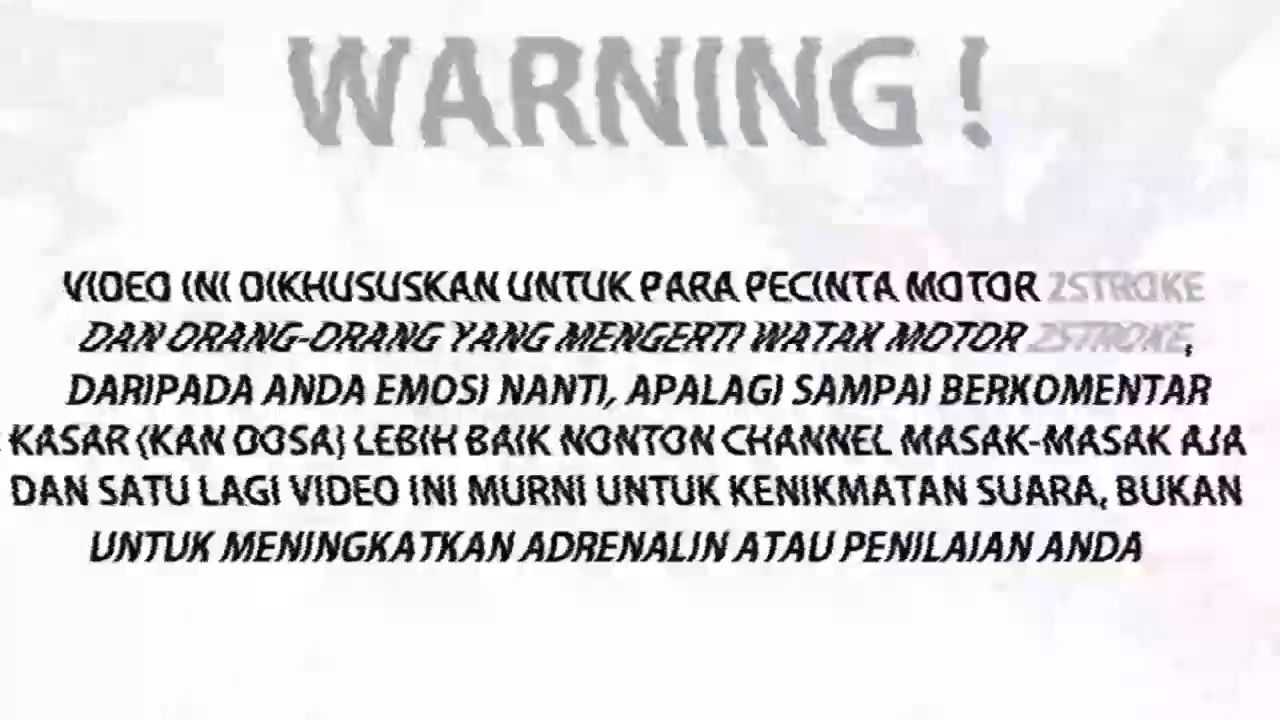 WARNING !
VIDEO INI DIKHUSUSKAN UNTUK PARA PECINTA MOTOR 2STROKE
DAN ORANG-ORANG YANG MENGERTI WATAK MOTOR 2STROKE,
DARIPADA ANDA EMOSI NANTI, APALAGI SAMPAI BERKOMENTAR
KASAR (KAN DOSA) LEBIH BAIK NONTON CHANNEL MASAK-MASAK AJA
DAN SATU LAGI VIDEO INI MURNI UNTUK KENIKMATAN SUARA, BUKAN
UNTUK MENINGKATKAN ADRENALIN ATAU PENILAIAN ANDA